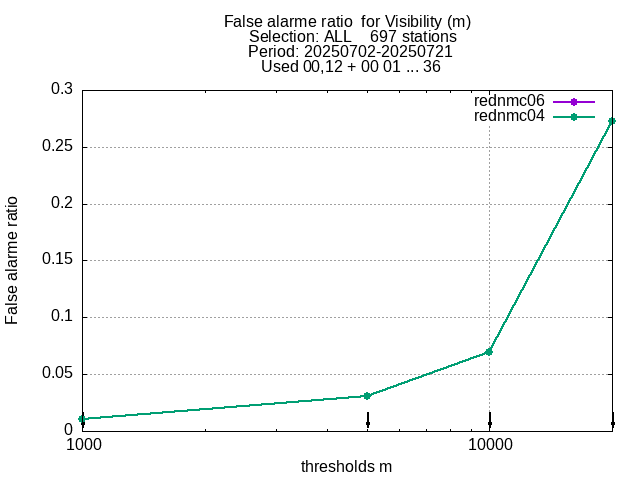 False alarme ratio  for Visibility (m)
Selection: ALL    697 stations
Period: 20250702-20250721
Used 00,12 + 00 01 ... 36
rednmc06
rednmc04
0.3
0.25
0.2
0.15
0.1
0.05
0
False alarme ratio
1000
10000
thresholds m